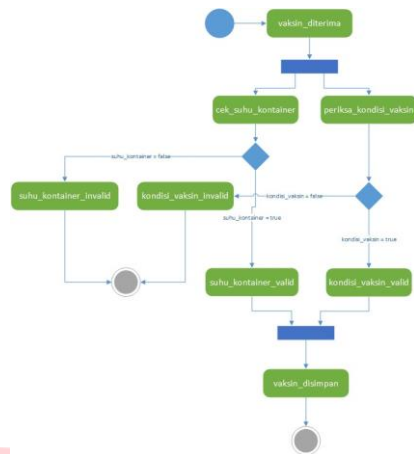 vaksin_diterima
cek_suhu_kontainer
periksa_kondisi_vaksin
suhu_kontainer = false
suhu_kontainer_invalid
kondisi_vaksin_invalid
kondisi_vaksin = false
suhu_kontainer = true
kondisi_vaksin = true
suhu_kontainer_valid
kondisi_vaksin_valid
vaksin_disimpan